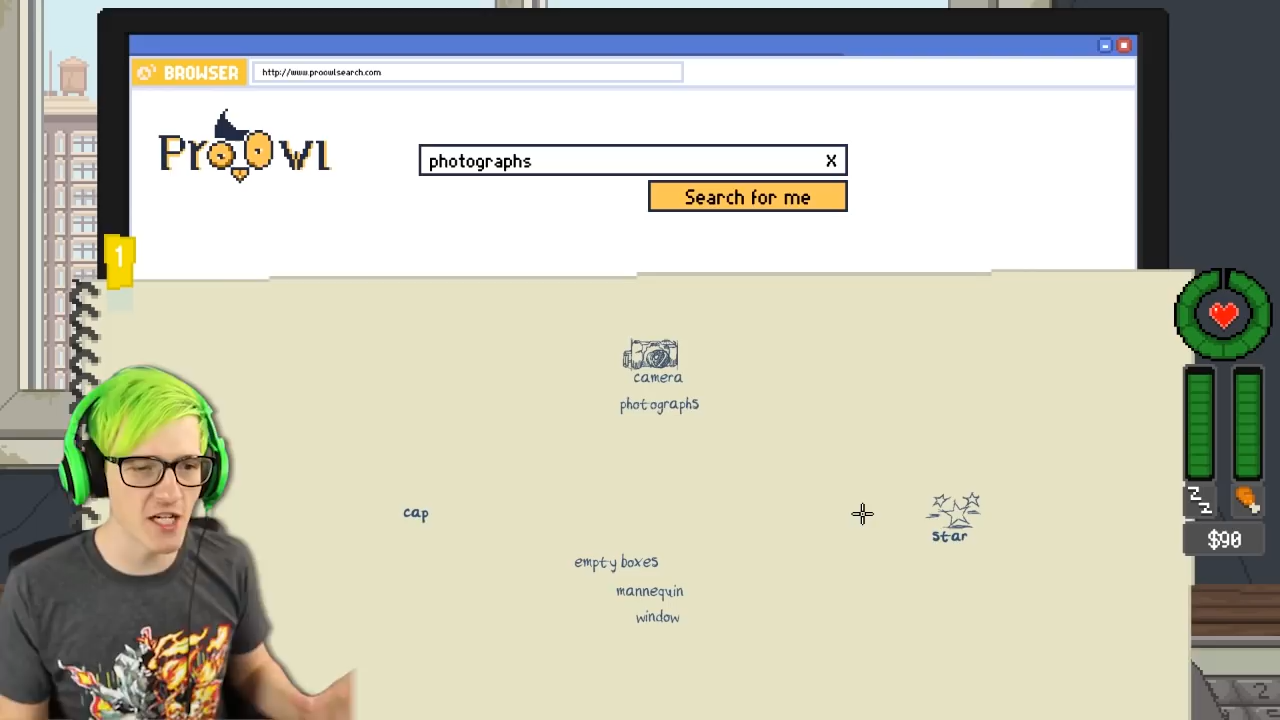 BROWSER
http://www.proowlsearch.com
PrOOwl
photographs X
Search for me
1
camera
photographs
cap
star
empty boxes
mannequin
window
$90